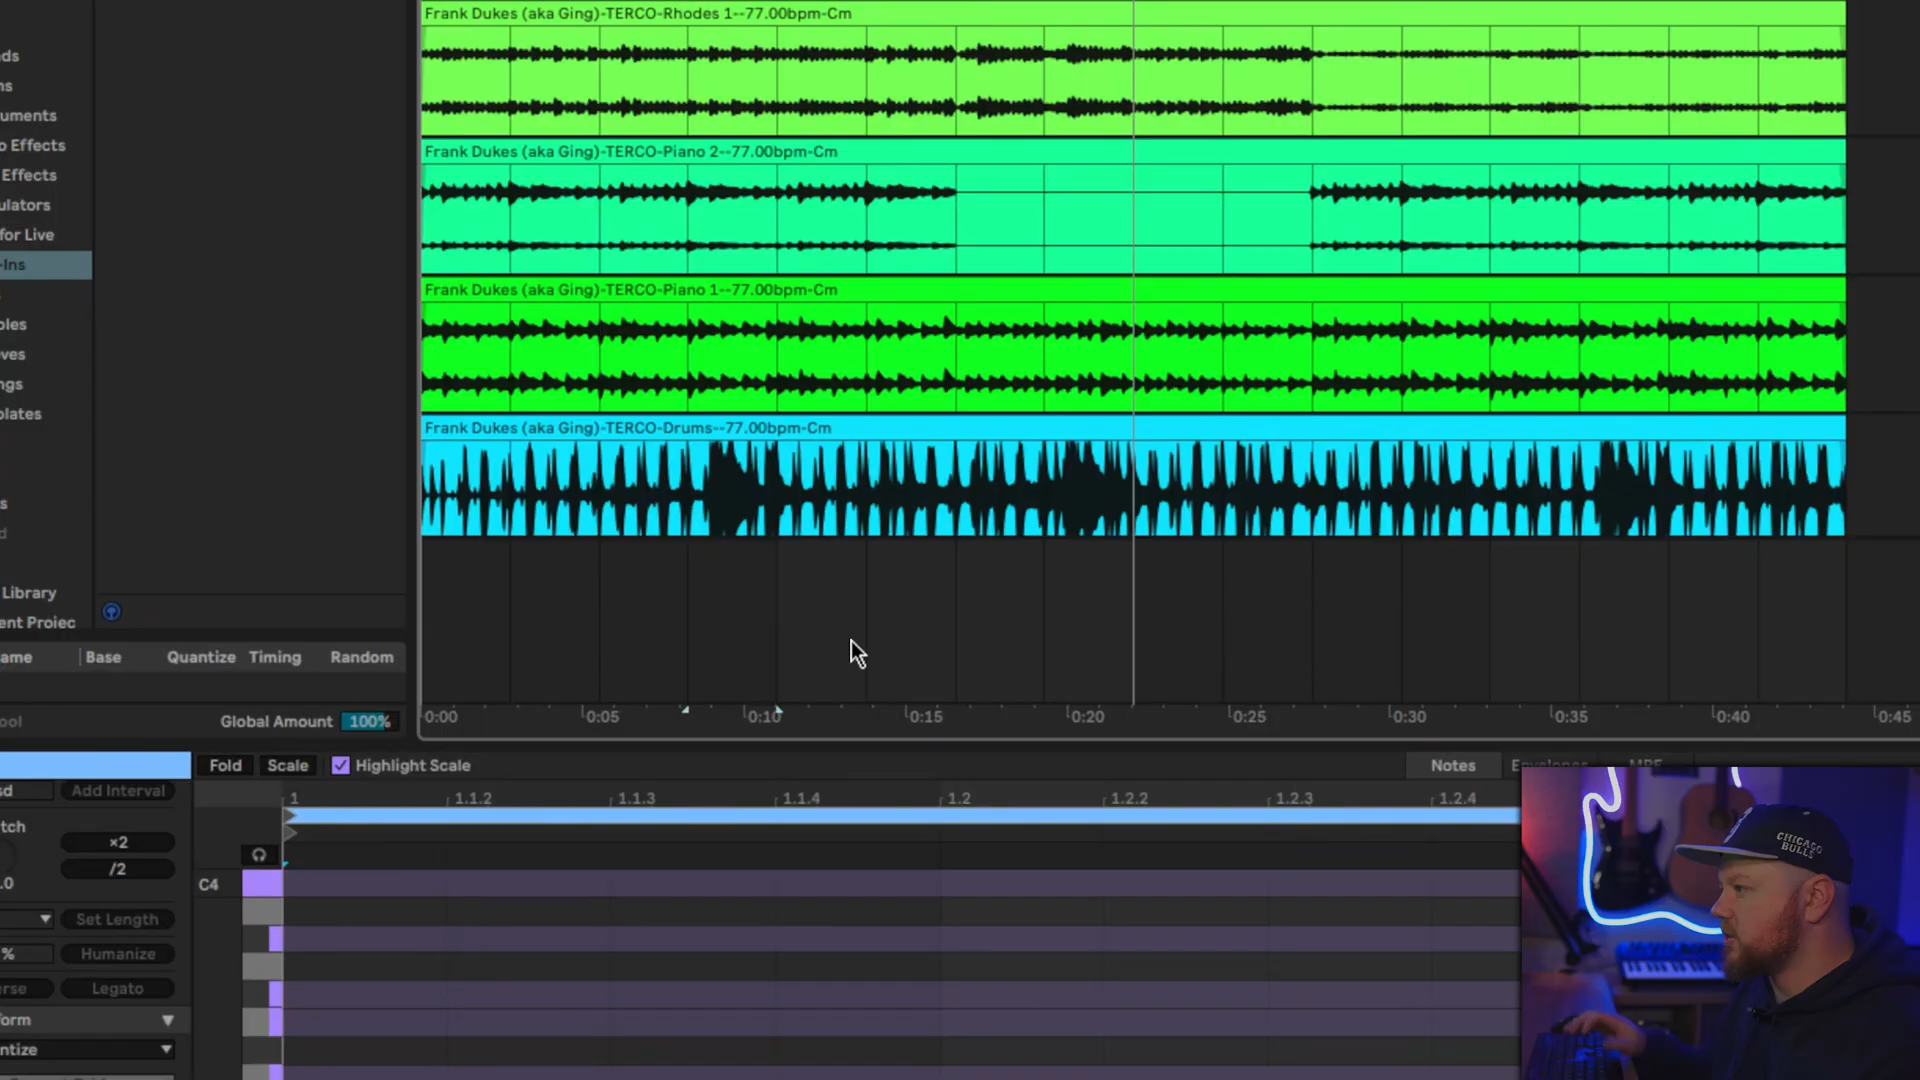 Frank Dukes (aka Ging)-TERCO-Rhodes 1--77.00bpm-Cm
ds
ns
uments
o Effects
Effects
ulators
for Live
-Ins
ples
ves
ngs
plates
s
d
Library
ent Projec
Frank Dukes (aka Ging)-TERCO-Piano 2--77.00bpm-Cm
Frank Dukes (aka Ging)-TERCO-Piano 1--77.00bpm-Cm
Frank Dukes (aka Ging)-TERCO-Drums--77.00bpm-Cm
ame Base Quantize Timing Random
ool Global Amount 100%
0:00 0:05 0:10 0:15 0:20 0:25 0:30 0:35 0:40 0:45
Fold Scale Highlight Scale Notes
sd Add Interval
1 1.1.2 1.1.3 1.1.4 1.2 1.2.2 1.2.3 1.2.4
tch
×2
/2
.0
C4
Set Length
% Humanize
rse Legato
form
ntize
CHICAGO
BULLS